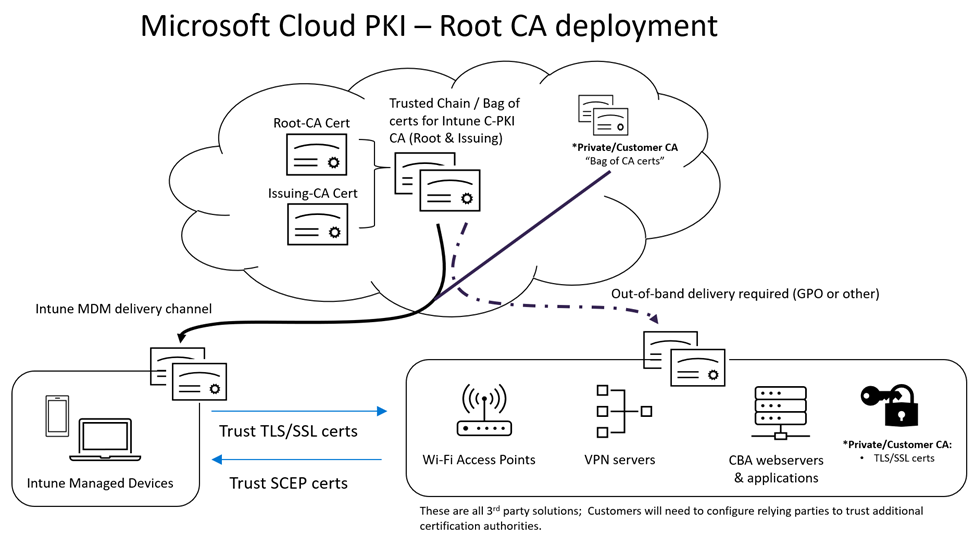 Microsoft Cloud PKI – Root CA deployment
Trusted Chain / Bag of
certs for Intune C-PKI
CA (Root & Issuing)
Root-CA Cert
Issuing-CA Cert
*Private/Customer CA
“Bag of CA certs”
Intune MDM delivery channel
Out-of-band delivery required (GPO or other)
Trust TLS/SSL certs
Trust SCEP certs
Intune Managed Devices
Wi-Fi Access Points
VPN servers
CBA webservers
& applications
*Private/Customer CA:
• TLS/SSL certs
These are all 3rd party solutions;  Customers will need to configure relying parties to trust additional
certification authorities.